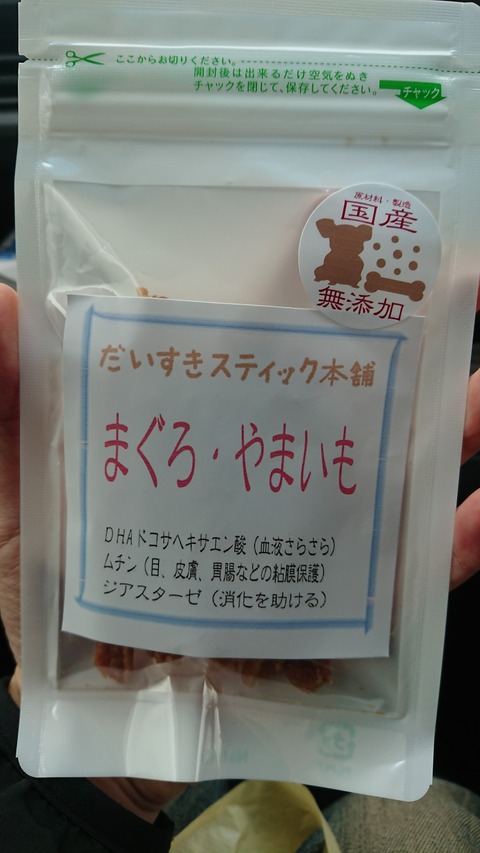 ここからお切りください。
開封後は出来るだけ空気をぬき
チャックを閉じて、保存してください。
チャック
原材料・製造
国産
無添加
だいすきスティック本舗
まぐろ・やまいも
DHAドコサヘキサエン酸（血液さらさら）
ムチン（目、皮膚、胃腸などの粘膜保護）
ジアスターゼ（消化を助ける）